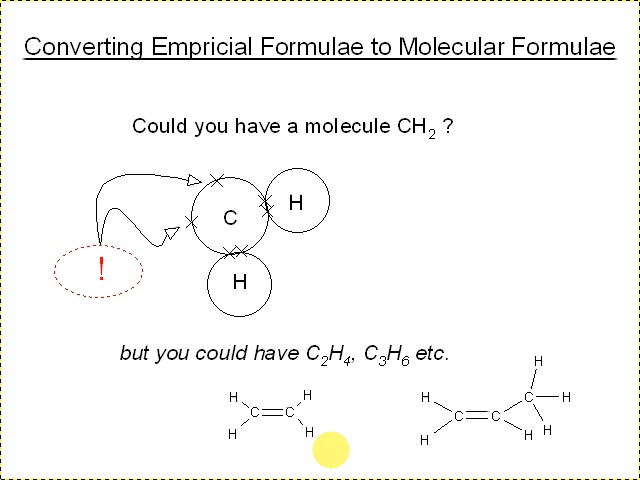 Converting Empricial Formulae to Molecular Formulae
Could you have a molecule CH₂ ?
H
C
!
H
but you could have C₂H₄, C₃H₆ etc.
H
H H
C C
H H
H C H
C C
H H H